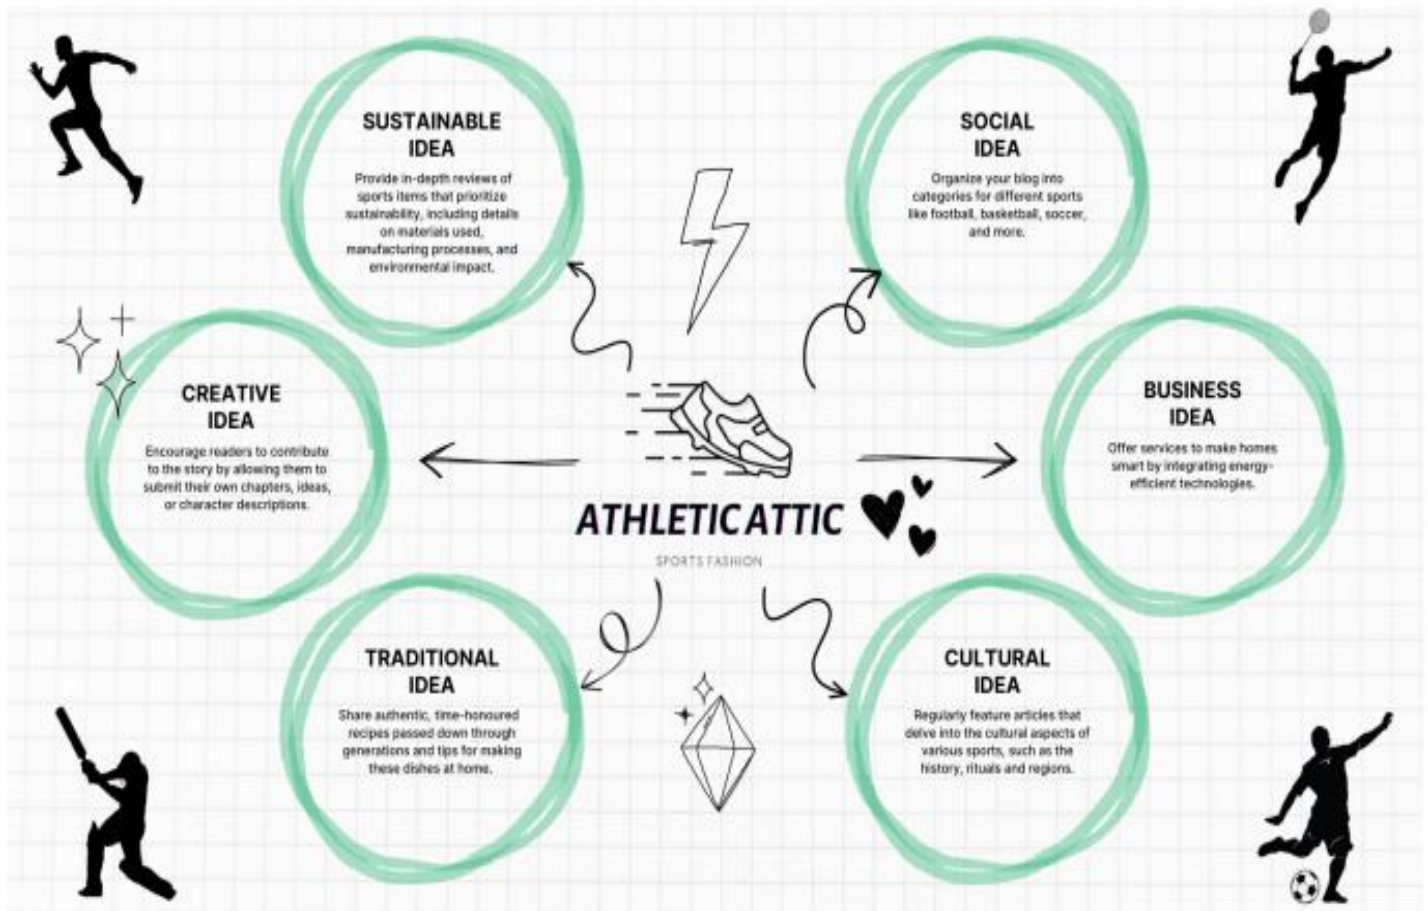 SUSTAINABLE
IDEA
Provide in-depth reviews of
sports items that prioritize
sustainability, including details
on materials used,
manufacturing processes, and
environmental impact.
SOCIAL
IDEA
Organize your blog into
categories for different sports
like football, basketball, soccer,
and more.
CREATIVE
IDEA
Encourage readers to contribute
to the story by allowing them to
submit their own chapters, ideas,
or character descriptions.
BUSINESS
IDEA
Offer services to make homes
smart by integrating energy-
efficient technologies.
ATHLETIC ATTIC
SPORTS FASHION
TRADITIONAL
IDEA
Share authentic, time-honoured
recipes passed down through
generations and tips for making
these dishes at home.
CULTURAL
IDEA
Regularly feature articles that
delve into the cultural aspects of
various sports, such as the
history, rituals and regions.